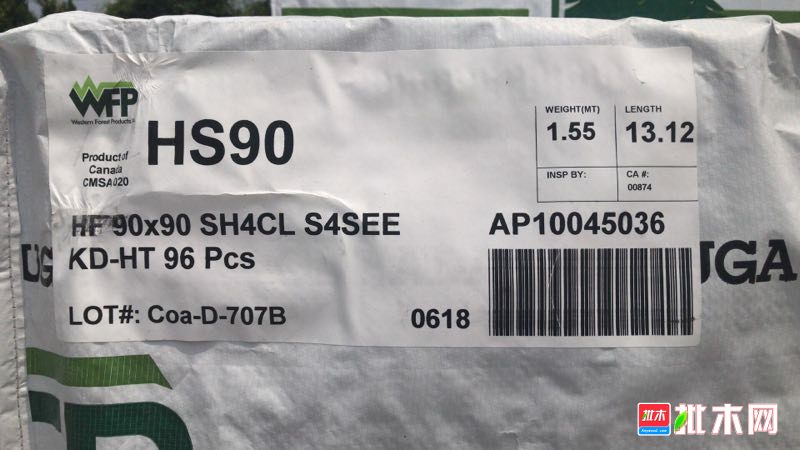 WFP
Western Forest Products
Product of
Canada
CMSA020
HS90
WEIGHT(MT)
1.55
LENGTH
13.12
INSP BY:
CA #:
00874
HF 90x90 SH4CL S4SEE
KD-HT 96 Pcs
AP10045036
LOT#: Coa-D-707B
0618
UGA
批木网
批木网